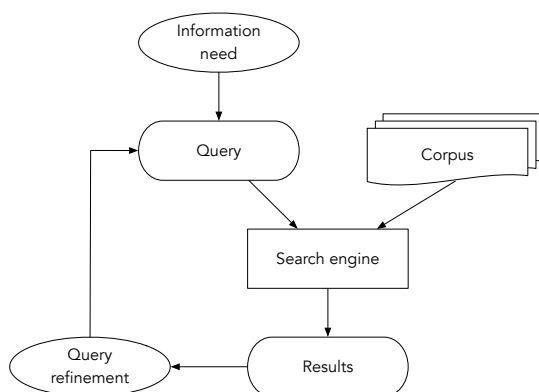 Information
need
Query
Corpus
Search engine
Query
refinement
Results